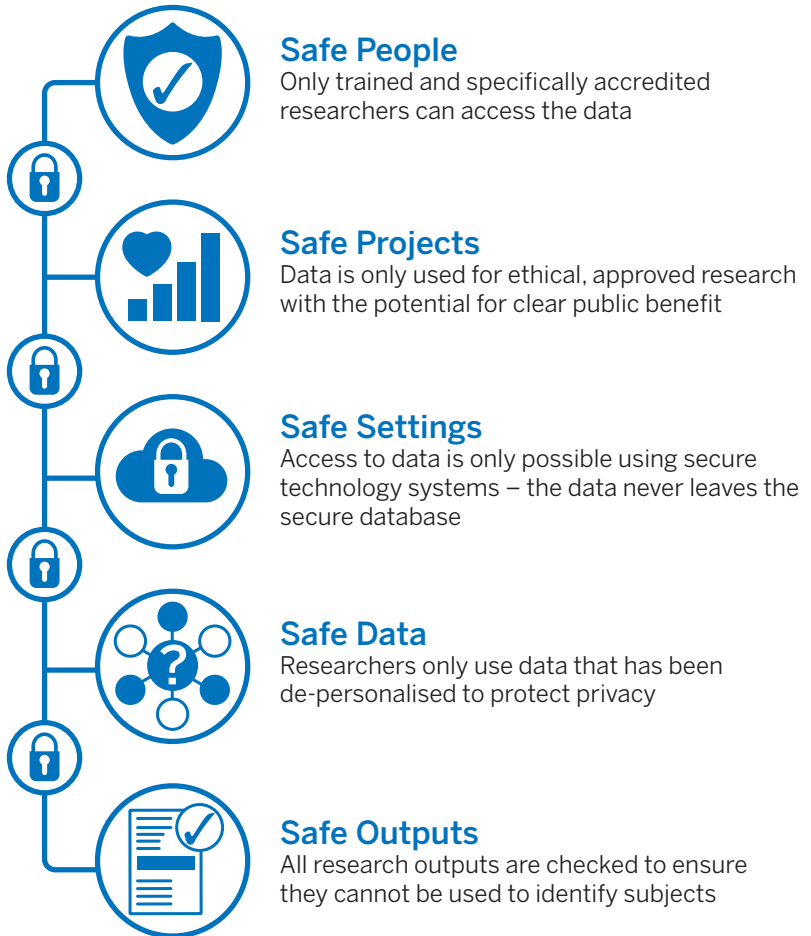 Safe People
Only trained and specifically accredited
researchers can access the data
Safe Projects
Data is only used for ethical, approved research
with the potential for clear public benefit
Safe Settings
Access to data is only possible using secure
technology systems – the data never leaves the
secure database
?
Safe Data
Researchers only use data that has been
de-personalised to protect privacy
Safe Outputs
All research outputs are checked to ensure
they cannot be used to identify subjects